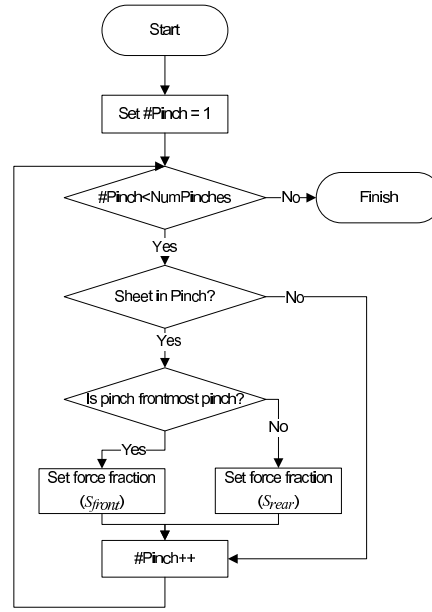 Start
Set #Pinch = 1
#Pinch<NumPinches
No
Finish
Yes
Sheet in Pinch?
No
Yes
Is pinch frontmost pinch?
Yes
No
Set force fraction
(Sfront)
Set force fraction
(Srear)
#Pinch++